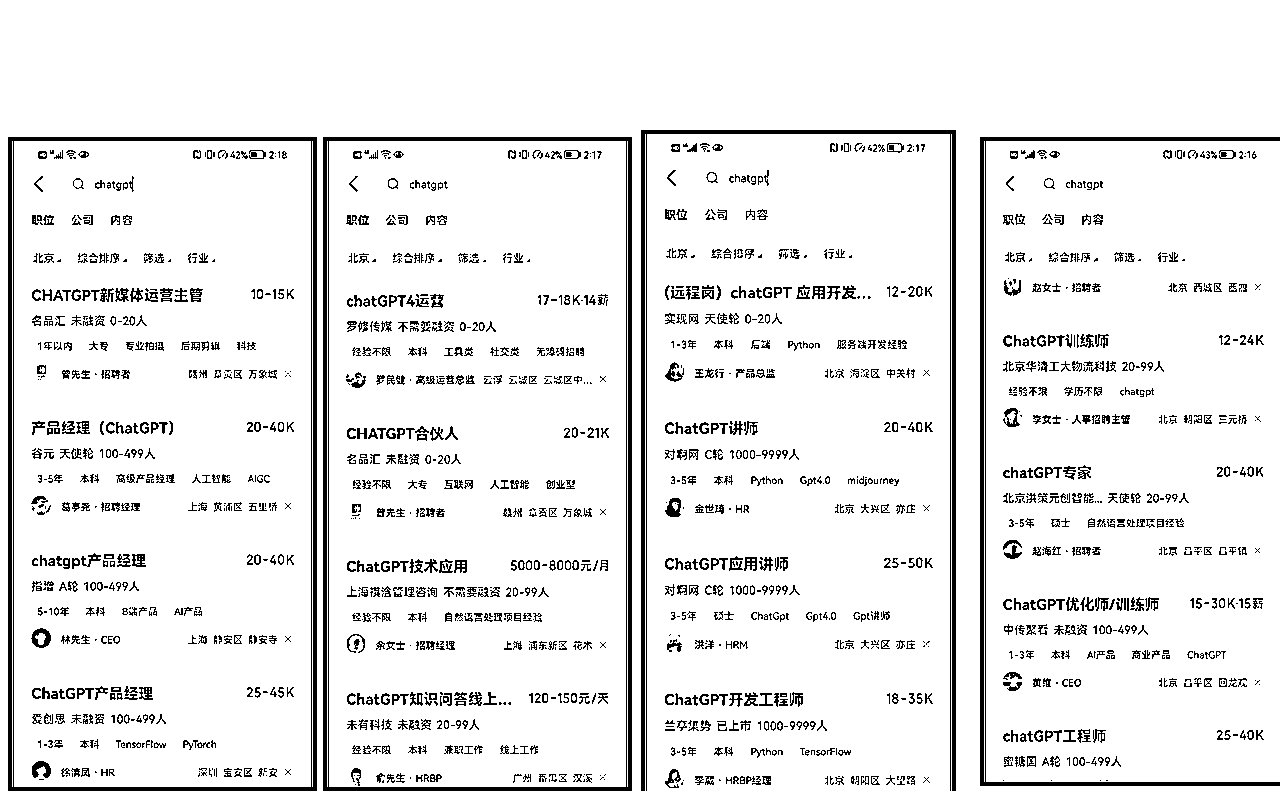 42% 2:18
chatgpt
职位 公司 内容
北京 综合排序 筛选 行业
CHATGPT新媒体运营主管 10-15K
名品汇 未融资 0-20人
1年以内 大专 专业拍摄 后期剪辑 科技
曾先生·招聘者 赣州 章贡区 万象城 ×
产品经理（ChatGPT） 20-40K
谷元 天使轮 100-499人
3-5年 本科 高级产品经理 人工智能 AIGC
葛享尧·招聘经理 上海 黄浦区 五里桥 ×
chatgpt产品经理 20-40K
指增 A轮 100-499人
5-10年 本科 B端产品 AI产品
林先生·CEO 上海 静安区 静安寺 ×
ChatGPT产品经理 25-45K
爱创思 未融资 100-499人
1-3年 本科 TensorFlow PyTorch
徐清凤·HR 深圳 宝安区 新安 ×
42% 2:17
chatgpt
职位 公司 内容
北京 综合排序 筛选 行业
chatGPT4运营 17-18K·14薪
罗修传媒 不需要融资 0-20人
经验不限 本科 工具类 社交类 无障碍招聘
罗民健·高级运营总监 云浮 云城区 云城区中... ×
CHATGPT合伙人 20-21K
名品汇 未融资 0-20人
经验不限 大专 互联网 人工智能 创业型
曾先生·招聘者 赣州 章贡区 万象城 ×
ChatGPT技术应用 5000-8000元/月
上海祺 管理咨询 不需要融资 20-99人
经验不限 本科 自然语言处理项目经验
余女士·招聘经理 上海 浦东新区 花木 ×
ChatGPT知识问答线上... 120-150元/天
未有科技 未融资 20-99人
经验不限 本科 兼职工作 线上工作
俞先生·HRBP 广州 番禺区 汉溪 ×
42% 2:17
chatgpt
职位 公司 内容
北京 综合排序 筛选 行业
(远程岗) chatGPT 应用开发... 12-20K
实现网 天使轮 0-20人
1-3年 本科 后端 Python 服务端开发经验
王龙行·产品总监 北京 海淀区 中关村 ×
ChatGPT讲师 20-40K
对啊网 C轮 1000-9999人
3-5年 本科 Python Gpt4.0 midjourney
金世琦·HR 北京 大兴区 亦庄 ×
ChatGPT应用讲师 25-50K
对啊网 C轮 1000-9999人
3-5年 硕士 ChatGpt Gpt4.0 Gpt讲师
洪洋·HRM 北京 大兴区 亦庄 ×
ChatGPT开发工程师 18-35K
兰亭集势 已上市 1000-9999人
3-5年 本科 Python TensorFlow
李葳·HRBP经理 北京 朝阳区 大望路 ×
43% 2:16
chatgpt
职位 公司 内容
北京 综合排序 筛选 行业
赵女士·招聘者 北京 西城区 西四 ×
ChatGPT训练师 12-24K
北京华清工大物流科技 20-99人
经验不限 学历不限 chatgpt
李女士·人事招聘主管 北京 朝阳区 三元桥 ×
chatGPT专家 20-40K
北京洪策元创智能... 天使轮 20-99人
3-5年 硕士 自然语言处理项目经验
赵海红·招聘者 北京 昌平区 昌平镇 ×
ChatGPT优化师/训练师 15-30K·15薪
中传聚石 未融资 100-499人
1-3年 本科 AI产品 商业产品 ChatGPT
黄维·CEO 北京 昌平区 回龙观 ×
chatGPT工程师 25-40K
蜜糖国 A轮 100-499人